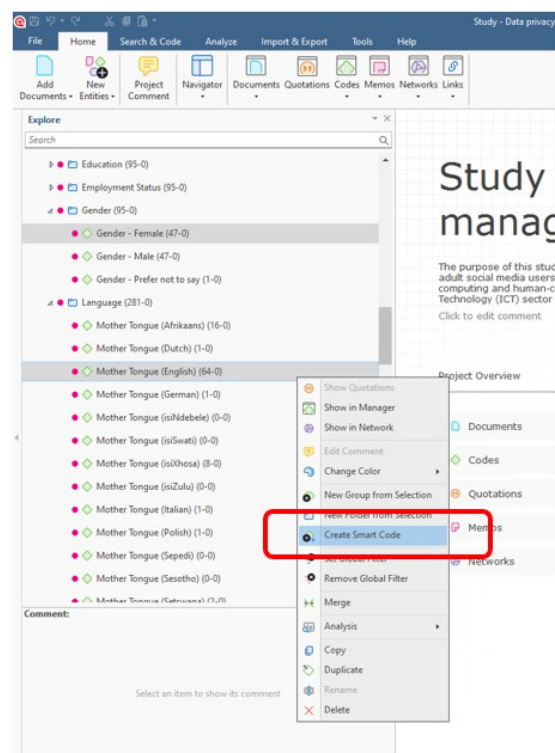 Study - Data privacy
File Home Search & Code Analyze Import & Export Tools Help
Add Documents New Entities Project Comment Navigator Documents Quotations Codes Memos Networks Links
Explore
Search
Education (95-0)
Employment Status (95-0)
Gender (95-0)
Gender - Female (47-0)
Gender - Male (47-0)
Gender - Prefer not to say (1-0)
Language (281-0)
Mother Tongue (Afrikaans) (16-0)
Mother Tongue (Dutch) (1-0)
Mother Tongue (English) (64-0)
Mother Tongue (German) (1-0)
Mother Tongue (isiNdebele) (0-0)
Mother Tongue (isiSwati) (0-0)
Mother Tongue (isiXhosa) (8-0)
Mother Tongue (isiZulu) (0-0)
Mother Tongue (Italian) (1-0)
Mother Tongue (Polish) (1-0)
Mother Tongue (Sepedi) (0-0)
Mother Tongue (Sesotho) (0-0)
Mother Tongue (Setswana) (2-0)
Comment:
Select an item to show its comment
Show Quotations
Show in Manager
Show in Network
Edit Comment
Change Color
New Group from Selection
New Folder from Selection
Create Smart Code
Set Global Filter
Remove Global Filter
Merge
Analysis
Copy
Duplicate
Rename
Delete
Study
manag
The purpose of this stud
adult social media users
computing and human-c
Technology (ICT) sector
Click to edit comment
Project Overview
Documents
Codes
Quotations
Memos
Networks